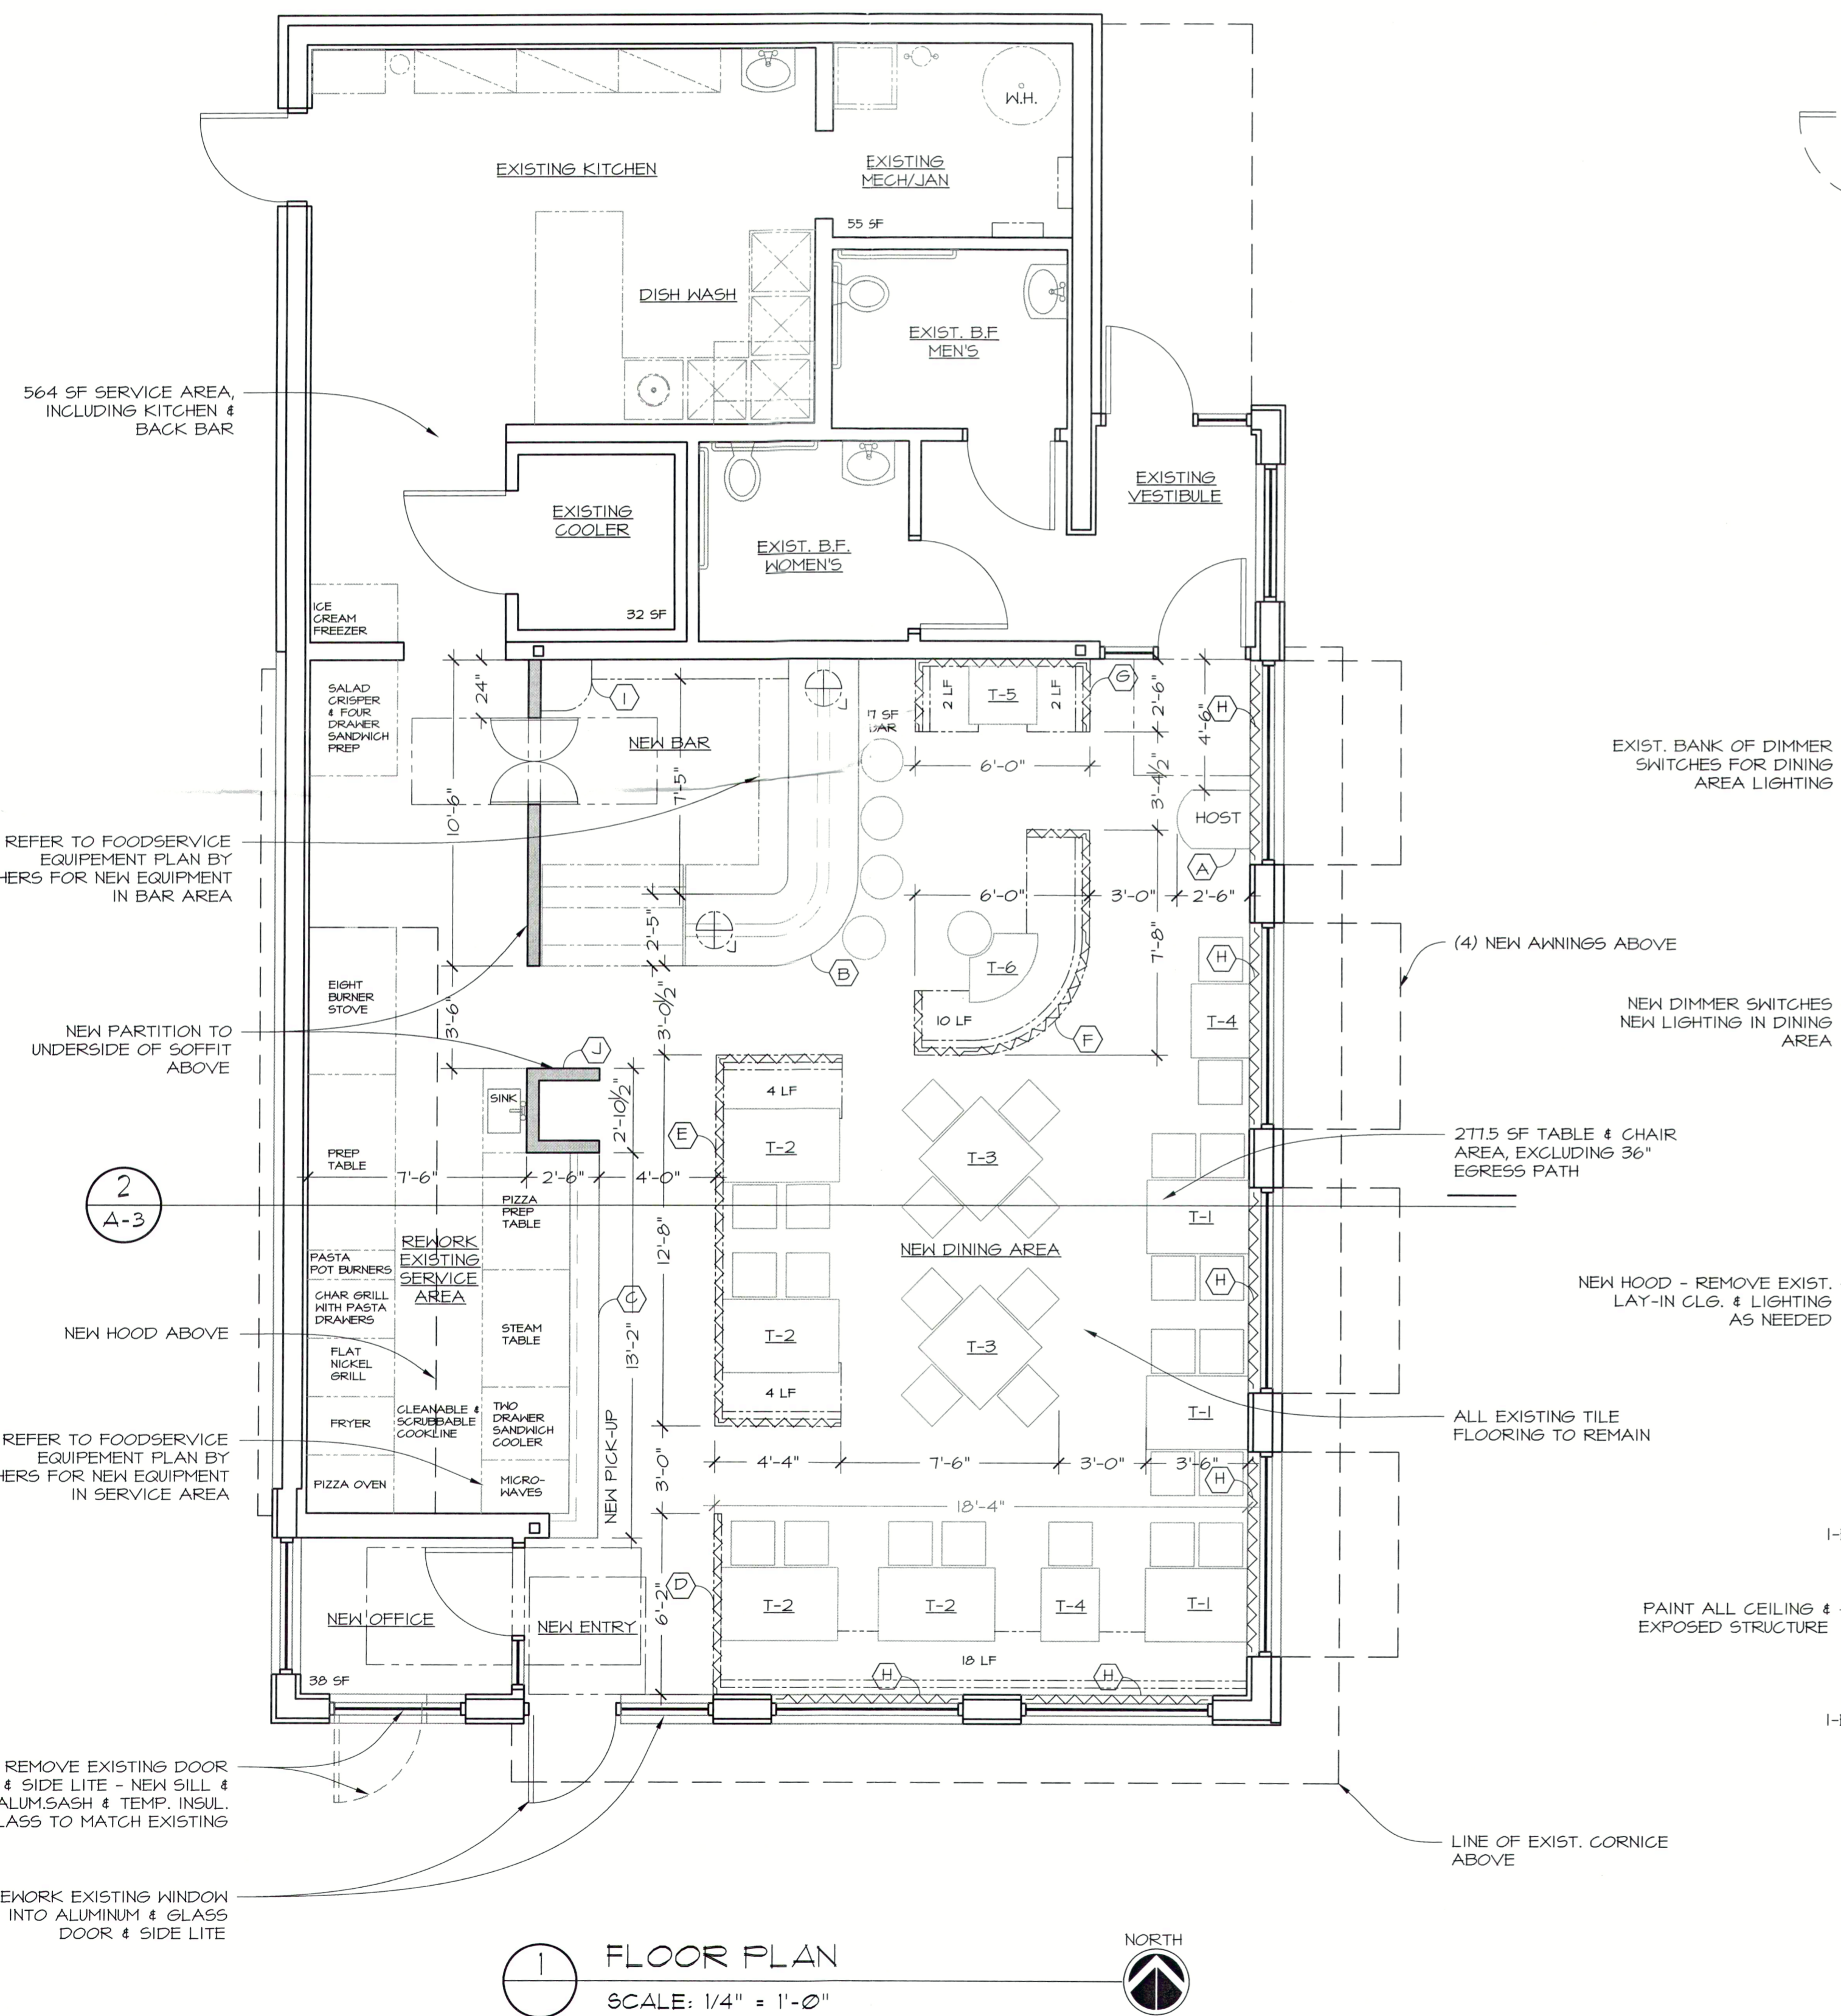 W.H.
EXISTING KITCHEN
EXISTING
MECH/JAN
55 SF
DISH WASH
EXIST. B.F
MEN'S
564 SF SERVICE AREA,
INCLUDING KITCHEN &
BACK BAR
EXISTING
VESTIBULE
EXISTING
COOLER
32 SF
EXIST. B.F.
WOMEN'S
ICE
CREAM
FREEZER
SALAD
CRISPER
& FOUR
DRAWER
SANDWICH
PREP
24"
I
NEW BAR
10'-6"
7'-5"
2'-5"
2 LF
T-5
2 LF
G
6'-0"
2'-6"
3'-4 1/2"
4'-6"
H
HOST
A
EXIST. BANK OF DIMMER
SWITCHES FOR DINING
AREA LIGHTING
REFER TO FOODSERVICE
EQUIPEMENT PLAN BY
HERS FOR NEW EQUIPMENT
IN BAR AREA
6'-0"
3'-0"
2'-6"
7'-8"
T-6
10 LF
F
B
H
T-4
(4) NEW AWNINGS ABOVE
NEW DIMMER SWITCHES
NEW LIGHTING IN DINING
AREA
EIGHT
BURNER
STOVE
3'-6"
3'-0 1/2"
NEW PARTITION TO
UNDERSIDE OF SOFFIT
ABOVE
J
SINK
2'-10 1/2"
4 LF
E
T-2
T-3
277.5 SF TABLE & CHAIR
AREA, EXCLUDING 36"
EGRESS PATH
PREP
TABLE
7'-6"
2'-6"
4'-0"
2
A-3
PIZZA
PREP
TABLE
T-1
12'-8"
NEW DINING AREA
REWORK
EXISTING
SERVICE
AREA
PASTA
POT BURNERS
CHAR GRILL
WITH PASTA
DRAWERS
C
H
NEW HOOD - REMOVE EXIST.
LAY-IN CLG. & LIGHTING
AS NEEDED
NEW HOOD ABOVE
STEAM
TABLE
13'-2"
T-2
T-3
FLAT
NICKEL
GRILL
4 LF
T-1
FRYER
CLEANABLE &
SCRUBBABLE
COOKLINE
TWO
DRAWER
SANDWICH
COOLER
ALL EXISTING TILE
FLOORING TO REMAIN
REFER TO FOODSERVICE
EQUIPEMENT PLAN BY
HERS FOR NEW EQUIPMENT
IN SERVICE AREA
PIZZA OVEN
MICRO-
WAVES
NEW PICK-UP
3'-0"
4'-4"
7'-6"
3'-0"
3'-6"
H
18'-4"
D
6'-2"
T-2
T-2
T-4
T-1
NEW OFFICE
NEW ENTRY
38 SF
18 LF
H
H
PAINT ALL CEILING &
EXPOSED STRUCTURE
REMOVE EXISTING DOOR
& SIDE LITE - NEW SILL &
ALUM.SASH & TEMP. INSUL.
LASS TO MATCH EXISTING
LINE OF EXIST. CORNICE
ABOVE
EWORK EXISTING WINDOW
INTO ALUMINUM & GLASS
DOOR & SIDE LITE
1
FLOOR PLAN
SCALE: 1/4" = 1'-0"
NORTH